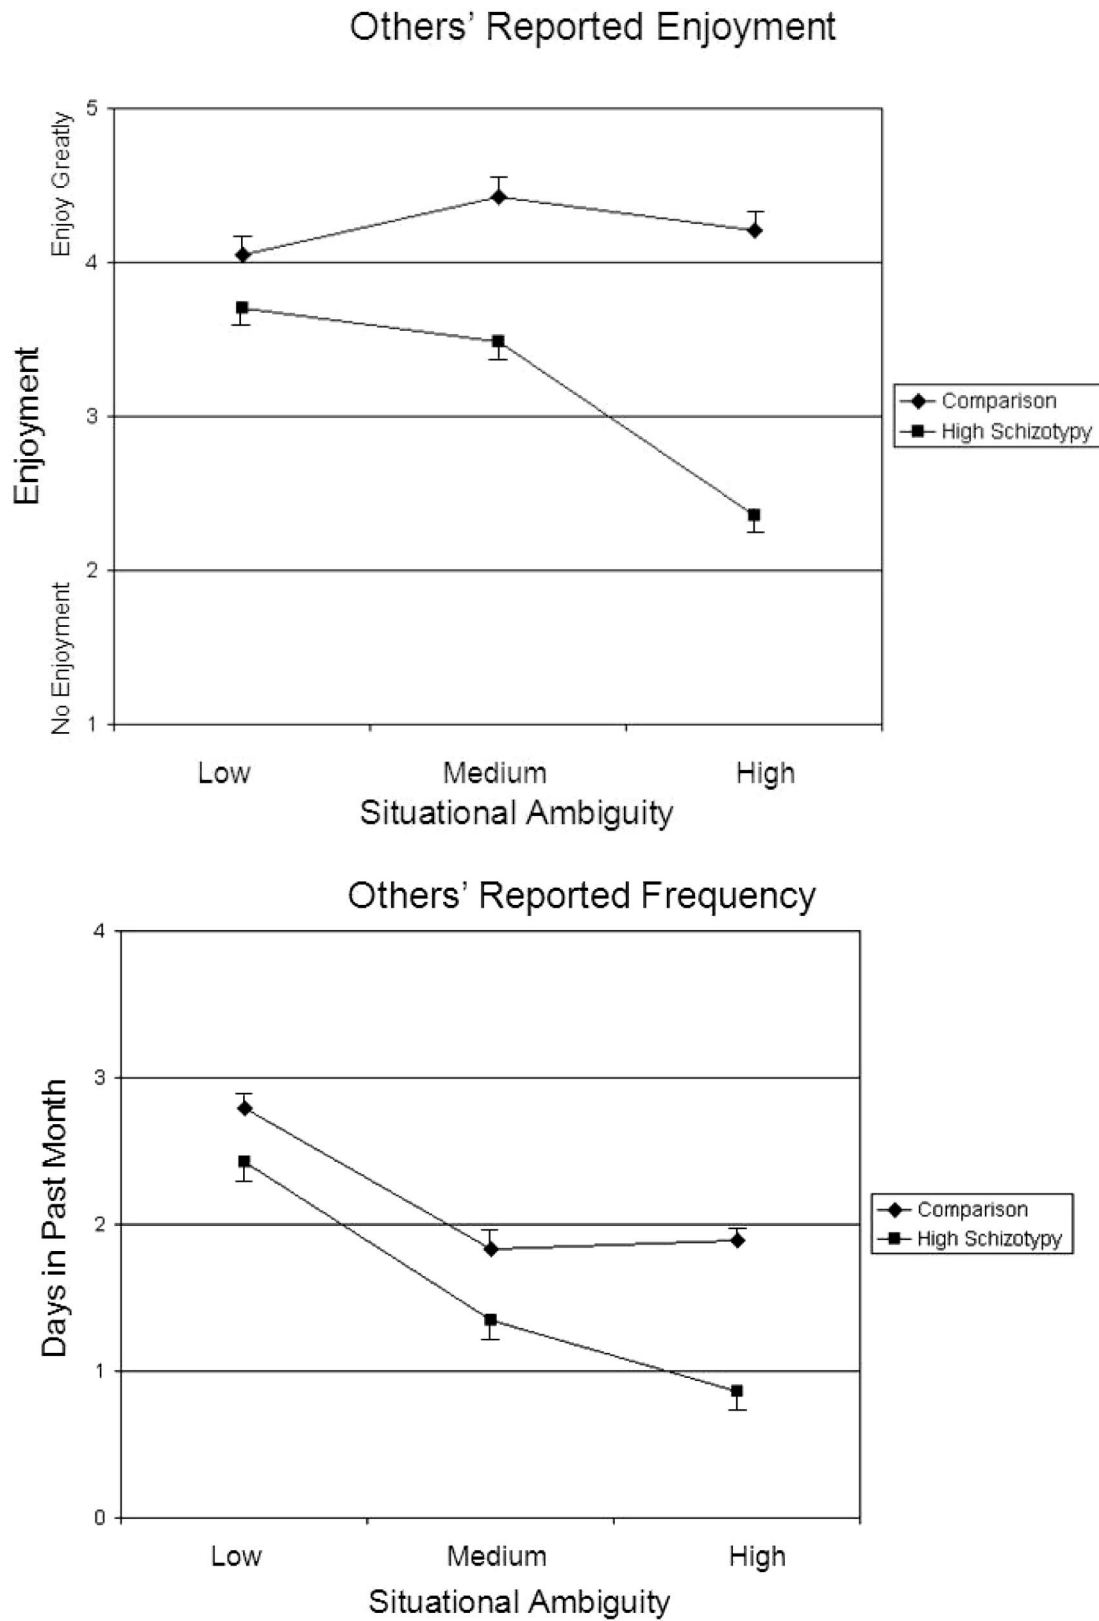 Others’ Reported Enjoyment
Enjoy Greatly
No Enjoyment
Enjoyment
5
4
3
2
1
Low Medium High
Situational Ambiguity
Comparison
High Schizotypy
Others’ Reported Frequency
Days in Past Month
4
3
2
1
0
Low Medium High
Situational Ambiguity
Comparison
High Schizotypy